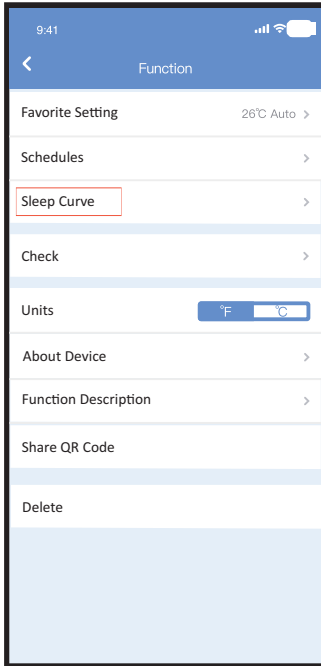 9:41
Function
Favorite Setting 26℃ Auto
Schedules
Sleep Curve
Check
Units °F ℃
About Device
Function Description
Share QR Code
Delete